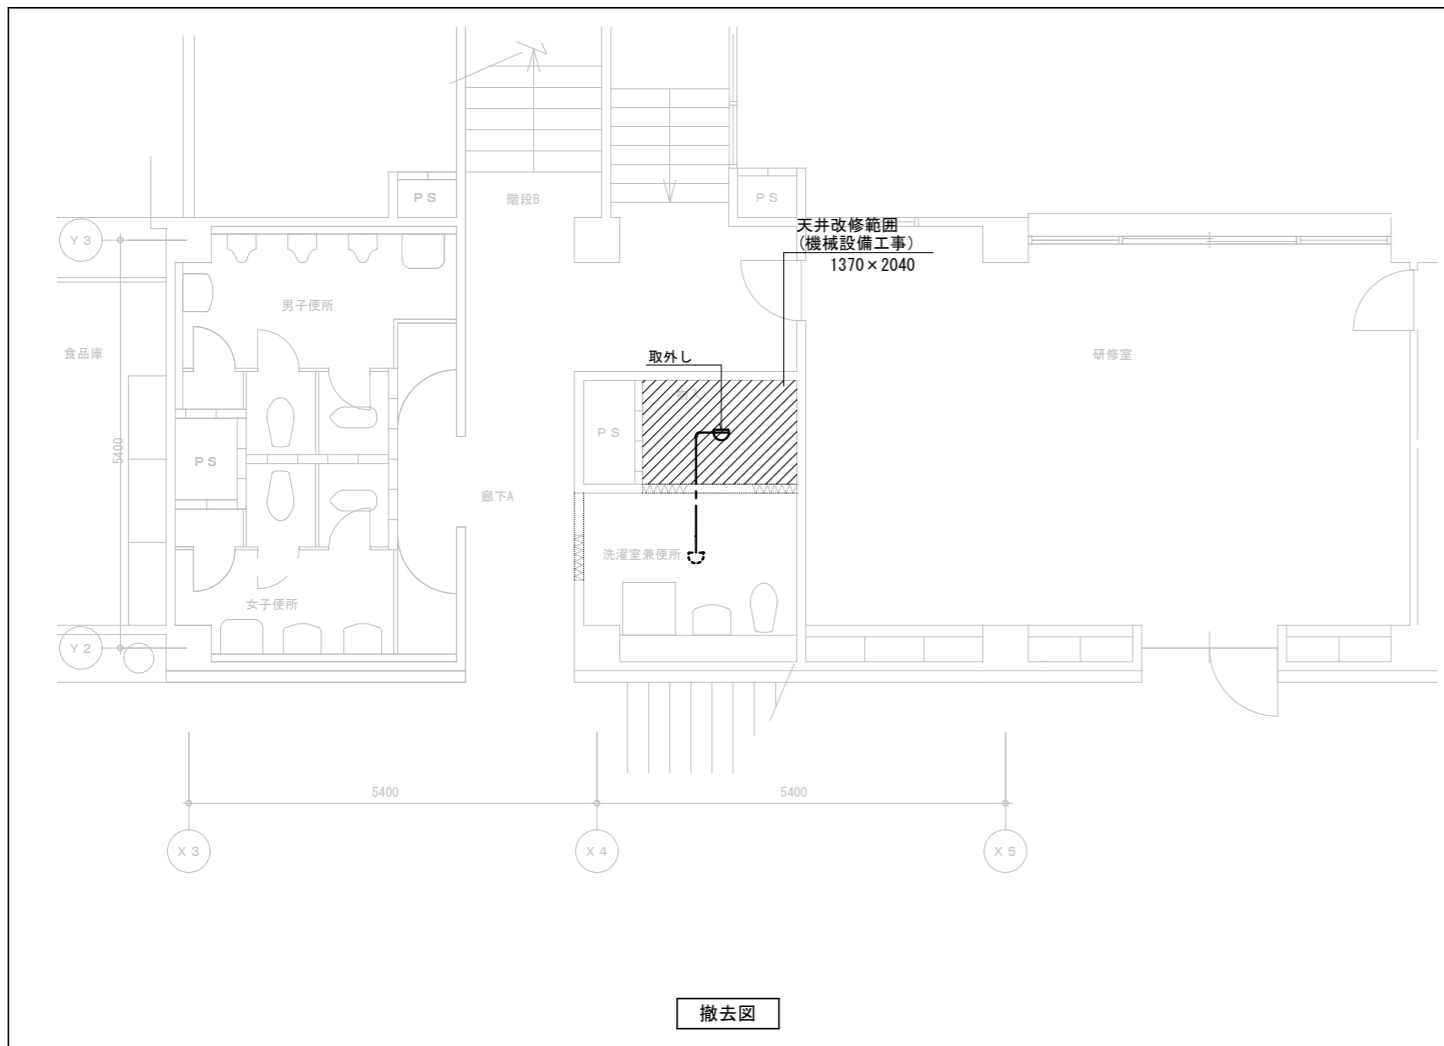 ＰＳ
階段B
ＰＳ
Ｙ３
天井改修範囲
(機械設備工事)
1370×2040
男子便所
食品庫
取外し
研修室
ＰＳ
5400
ＰＳ
廊下A
洗濯室兼便所
女子便所
Ｙ２
5400
5400
Ｘ３
Ｘ４
Ｘ５
撤去図